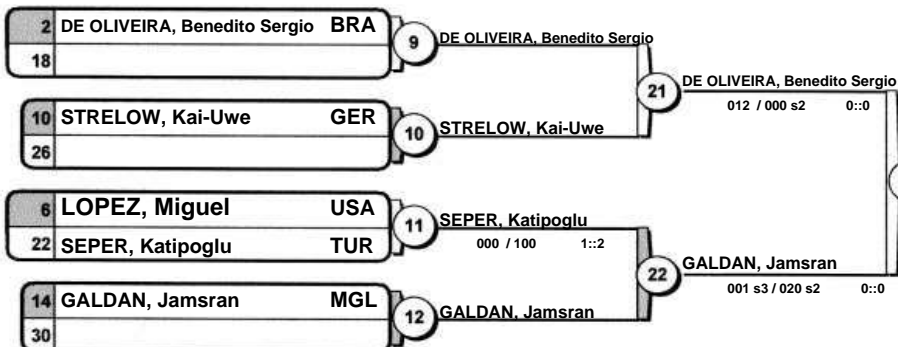 2 DE OLIVEIRA, Benedito Sergio BRA
18
9 DE OLIVEIRA, Benedito Sergio
21 DE OLIVEIRA, Benedito Sergio
012 / 000 s2 0::0
10 STRELOW, Kai-Uwe GER
26
10 STRELOW, Kai-Uwe
6 LOPEZ, Miguel USA
22 SEPER, Katipoglu TUR
11 SEPER, Katipoglu
000 / 100 1::2
22 GALDAN, Jamsran
001 s3 / 020 s2 0::0
14 GALDAN, Jamsran MGL
30
12 GALDAN, Jamsran